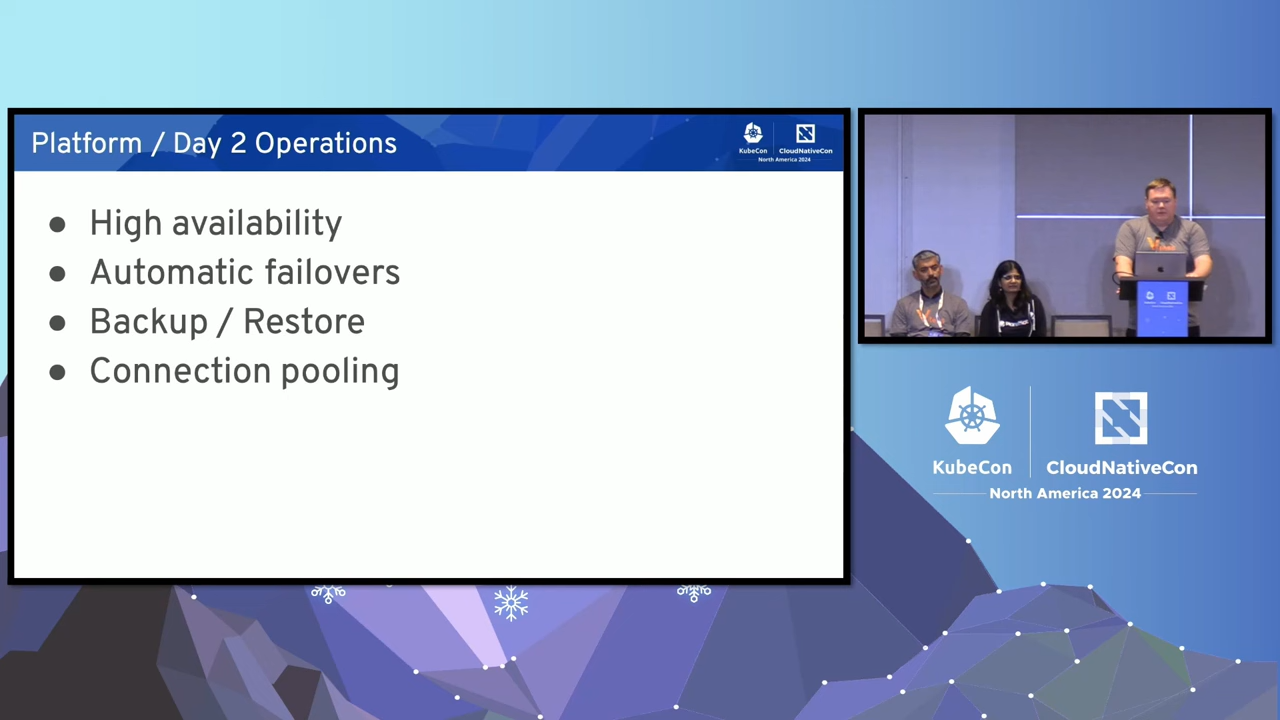 Platform / Day 2 Operations
KubeCon
CloudNativeCon
North America 2024
● High availability
● Automatic failovers
● Backup / Restore
● Connection pooling
KubeCon
CloudNativeCon
North America 2024